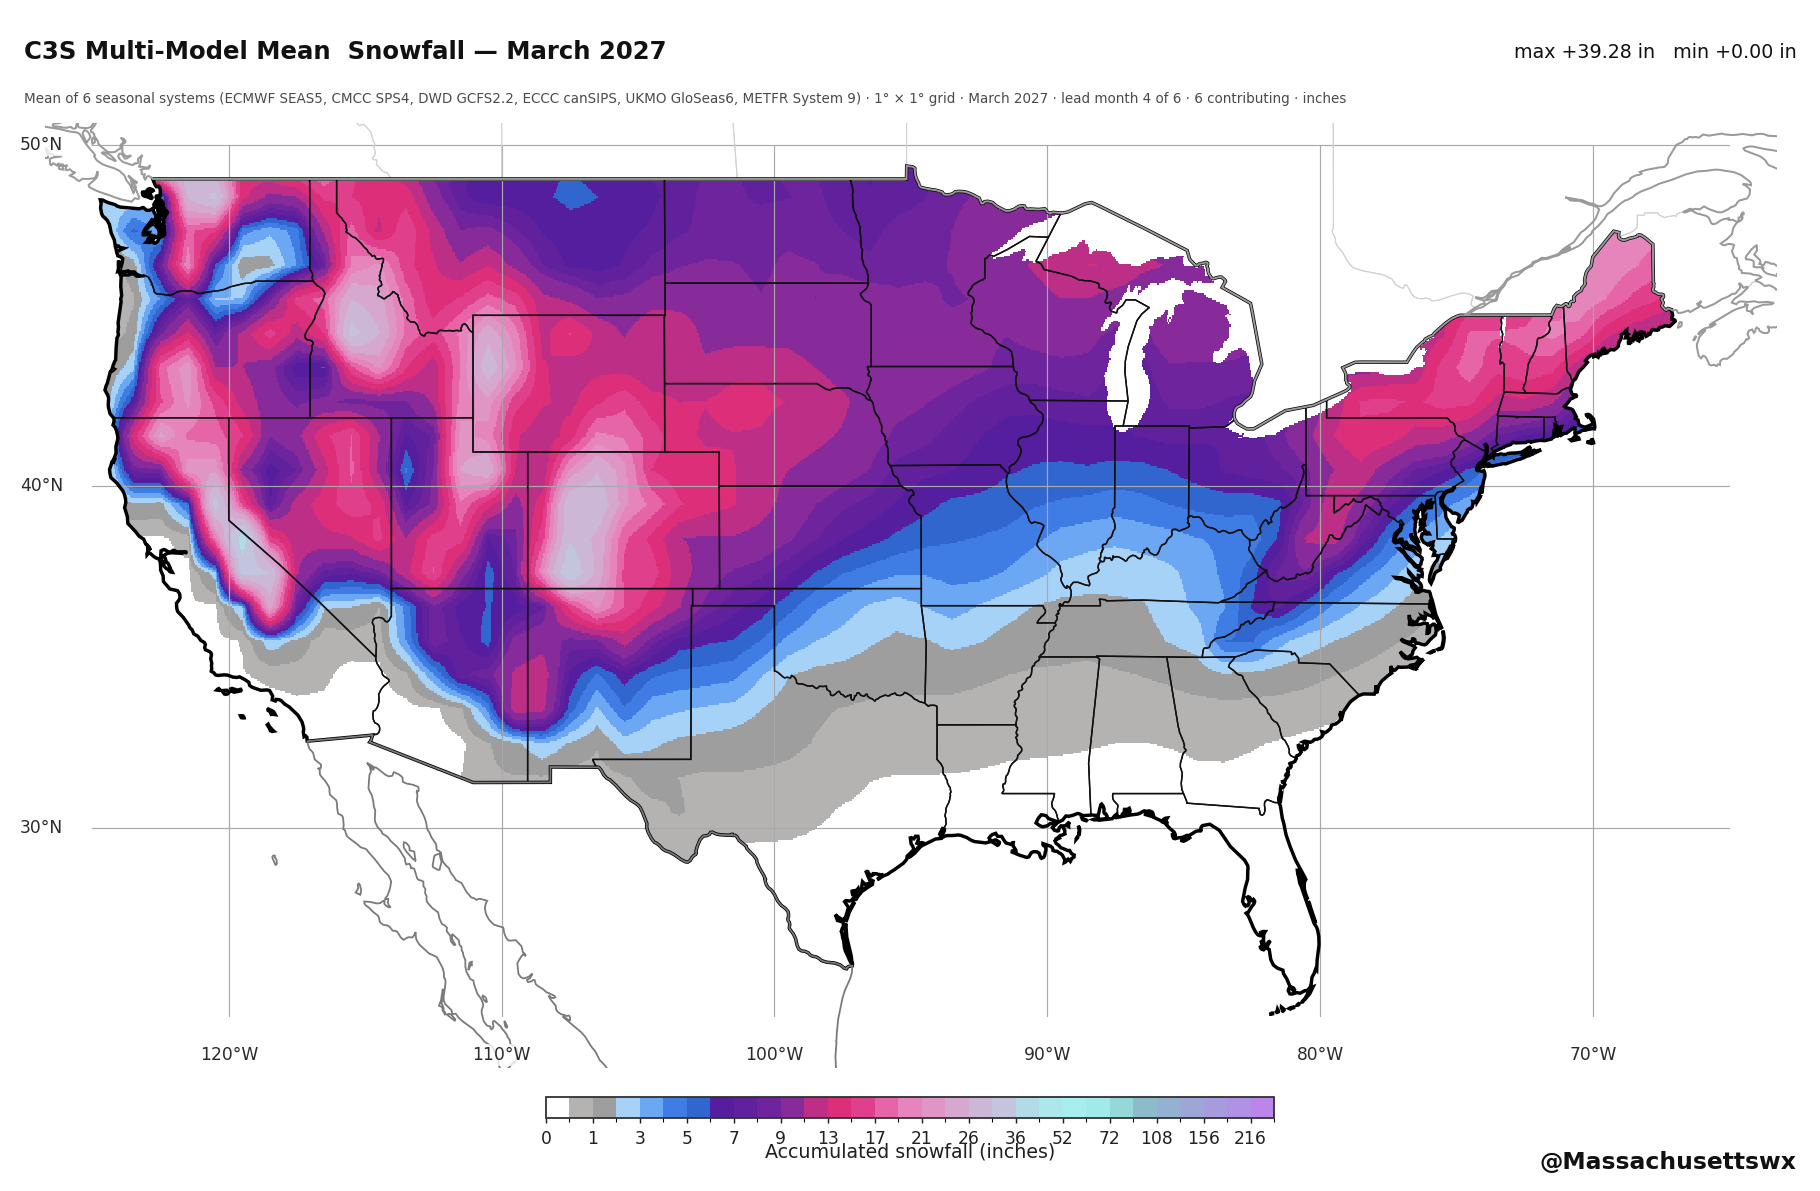 C3S Multi-Model Mean  Snowfall — March 2027
max +39.28 in   min +0.00 in
Mean of 6 seasonal systems (ECMWF SEAS5, CMCC SPS4, DWD GCFS2.2, ECCC canSIPS, UKMO GloSeas6, METFR System 9) · 1° × 1° grid · March 2027 · lead month 4 of 6 · 6 contributing · inches
50°N
40°N
30°N
120°W 110°W 100°W 90°W 80°W 70°W
0 1 3 5 7 9 13 17 21 26 36 52 72 108 156 216
Accumulated snowfall (inches)
@Massachusettswx